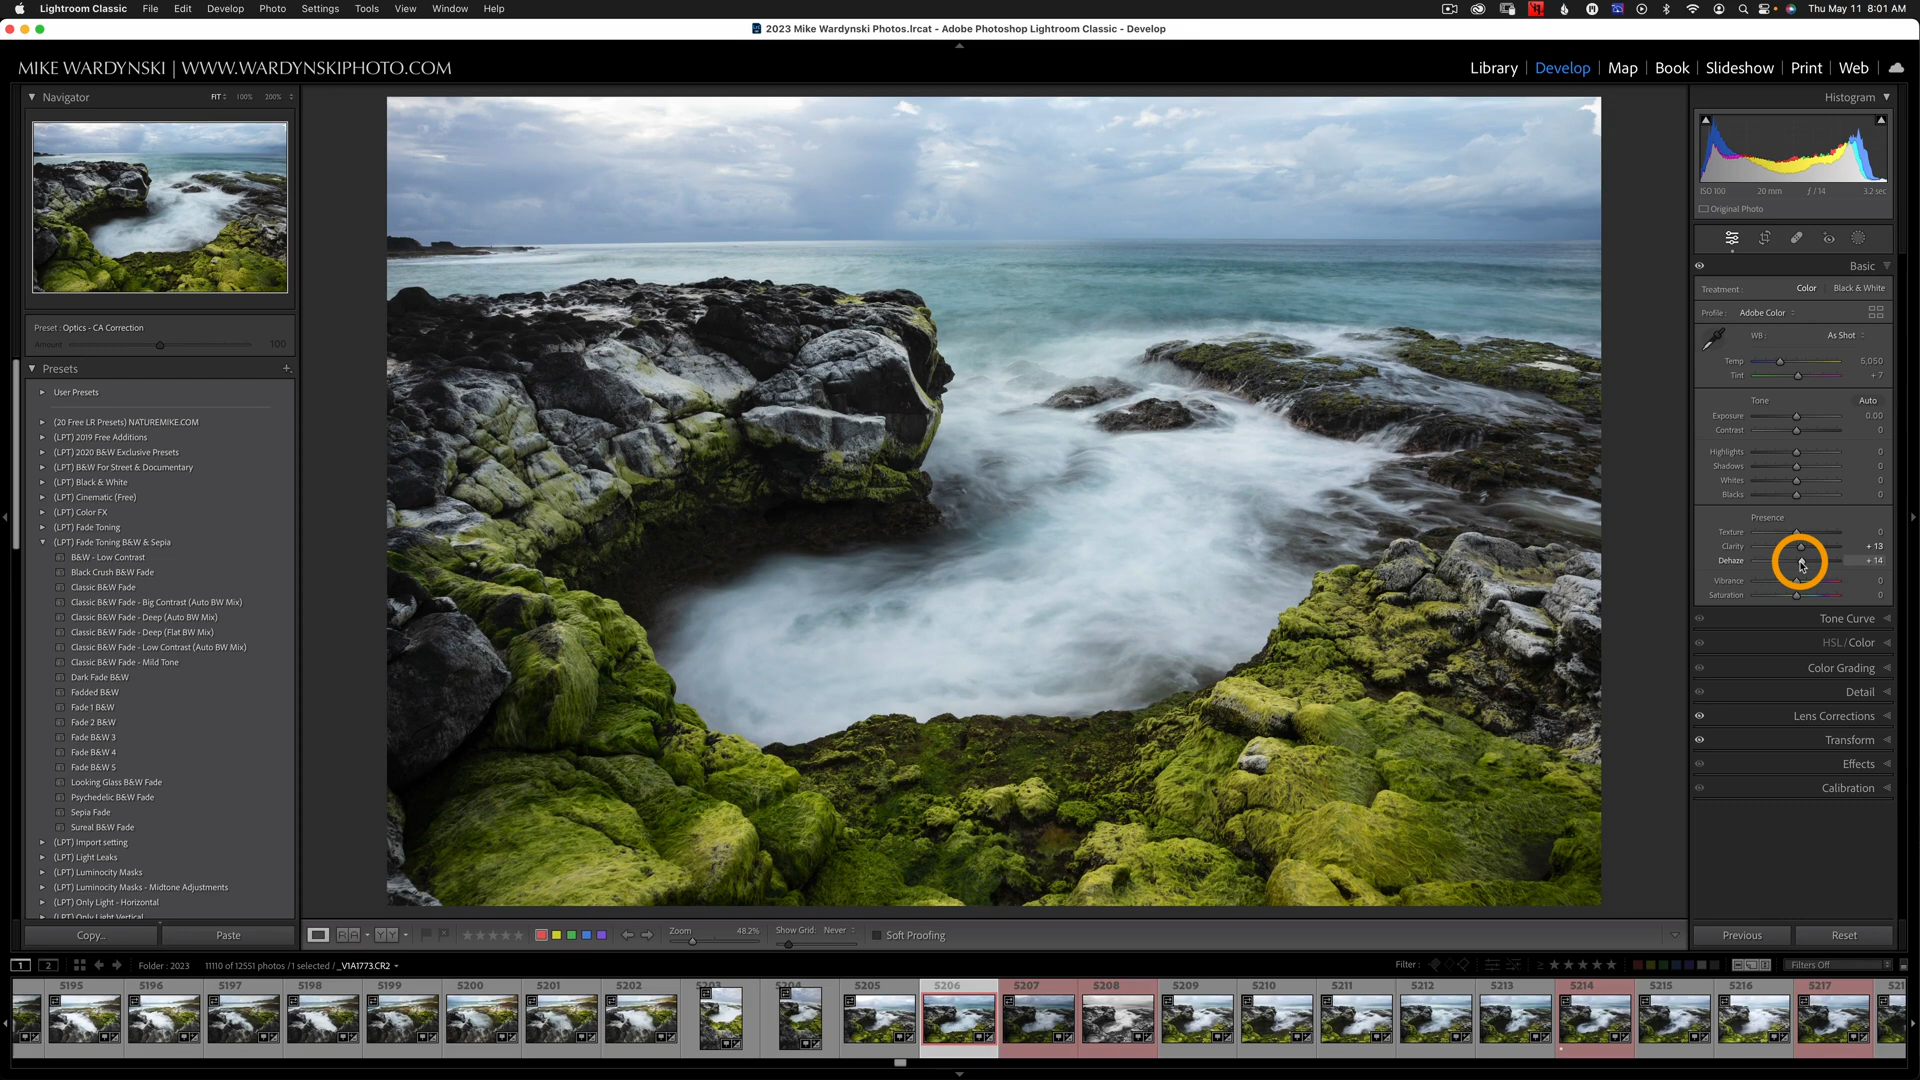 Lightroom Classic File Edit Develop Photo Settings Tools View Window Help
Thu May 11 8:01 AM
2023 Mike Wardynski Photos.lrcat - Adobe Photoshop Lightroom Classic - Develop
MIKE WARDYNSKI | WWW.WARDYNSKIPHOTO.COM
Library | Develop | Map | Book | Slideshow | Print | Web
Navigator FIT 100% 200%
Preset : Optics - CA Correction
Amount 100
Presets +
User Presets
(20 Free LR Presets) NATUREMIKE.COM
(LPT) 2019 Free Additions
(LPT) 2020 B&W Exclusive Presets
(LPT) B&W For Street & Documentary
(LPT) Black & White
(LPT) Cinematic (Free)
(LPT) Color FX
(LPT) Fade Toning
(LPT) Fade Toning B&W & Sepia
B&W - Low Contrast
Black Crush B&W Fade
Classic B&W Fade
Classic B&W Fade - Big Contrast (Auto BW Mix)
Classic B&W Fade - Deep (Auto BW Mix)
Classic B&W Fade - Deep (Flat BW Mix)
Classic B&W Fade - Low Contrast (Auto BW Mix)
Classic B&W Fade - Mild Tone
Dark Fade B&W
Fadded B&W
Fade 1 B&W
Fade 2 B&W
Fade B&W 3
Fade B&W 4
Fade B&W 5
Looking Glass B&W Fade
Psychedelic B&W Fade
Sepia Fade
Sureal B&W Fade
(LPT) Import setting
(LPT) Light Leaks
(LPT) Luminosity Masks
(LPT) Luminosity Masks - Midtone Adjustments
(LPT) Only Light - Horizontal
(LPT) Only Light Vertical
Copy... Paste
Histogram
ISO 100 20 mm ƒ / 14 3.2 sec
Original Photo
Basic
Treatment : Color Black & White
Profile : Adobe Color
WB : As Shot
Temp 5,050
Tint + 7
Tone Auto
Exposure 0.00
Contrast 0
Highlights 0
Shadows 0
Whites 0
Blacks 0
Presence
Texture 0
Clarity + 13
Dehaze + 14
Vibrance 0
Saturation 0
Tone Curve
HSL / Color
Color Grading
Detail
Lens Corrections
Transform
Effects
Calibration
Previous Reset
R A Y Y Zoom 48.2% Show Grid: Never Soft Proofing
1 2 Folder : 2023 11110 of 12551 photos / 1 selected / _V1A1773.CR2
Filter : Filters Off
5195 5196 5197 5198 5199 5200 5201 5202 5203 5204 5205 5206 5207 5208 5209 5210 5211 5212 5213 5214 5215 5216 5217